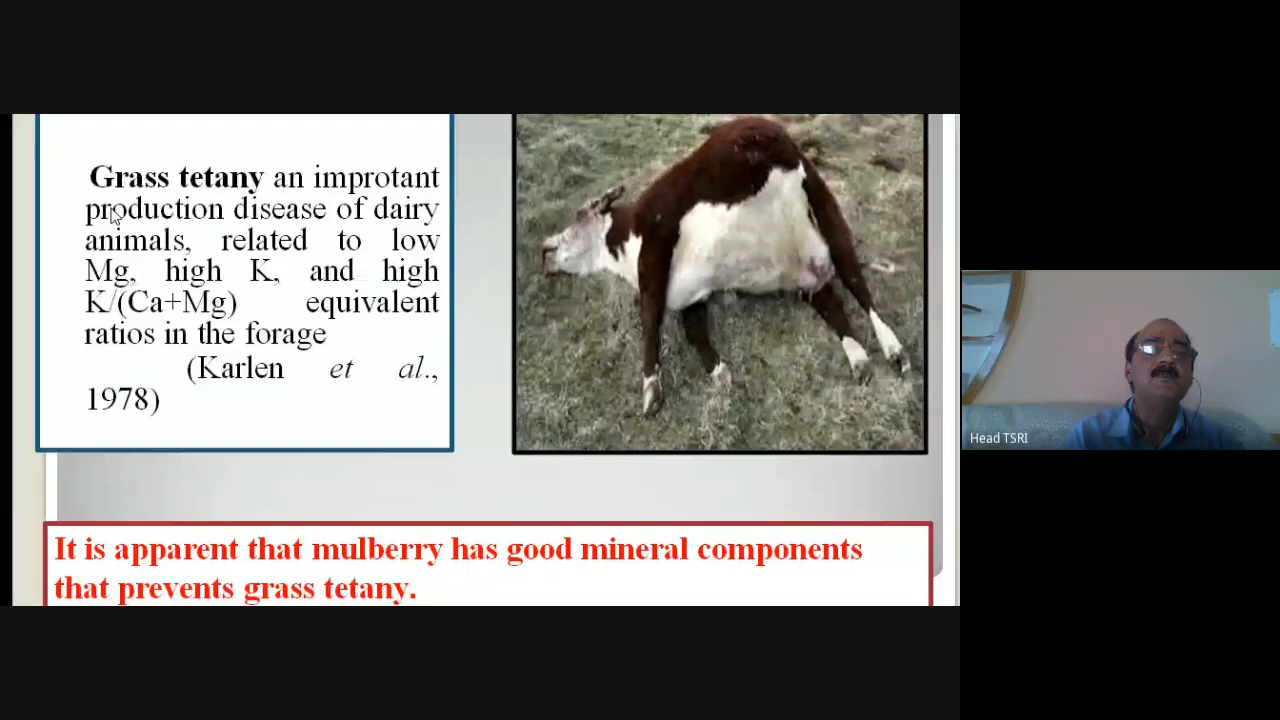 Grass tetany an improtant
production disease of dairy
animals, related to low
Mg, high K, and high
K/(Ca+Mg) equivalent
ratios in the forage
(Karlen et al.,
1978)
It is apparent that mulberry has good mineral components
that prevents grass tetany.
Head TSRI